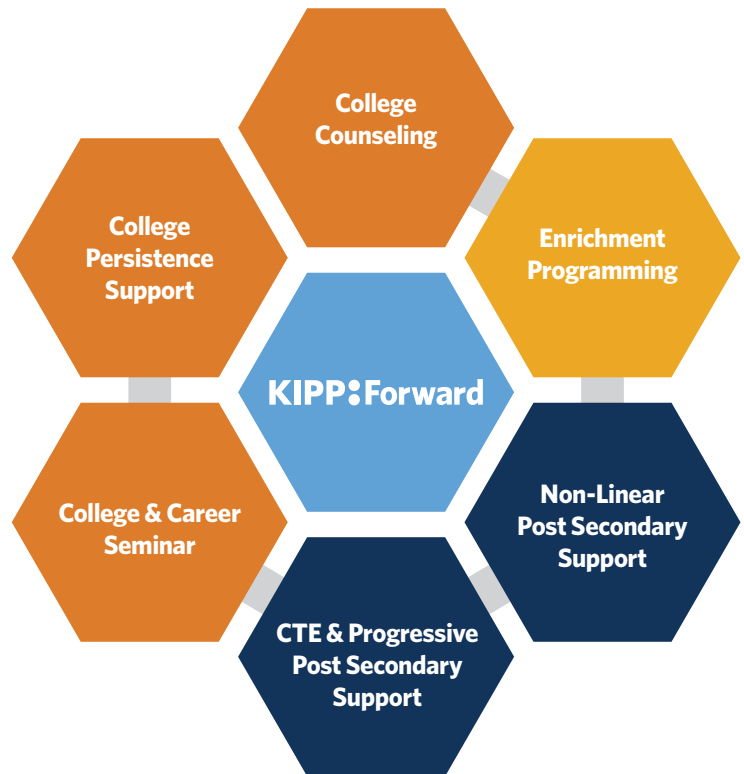 College
Counseling
College
Persistence
Support
Enrichment
Programming
KIPP:Forward
College & Career
Seminar
Non-Linear
Post Secondary
Support
CTE & Progressive
Post Secondary
Support